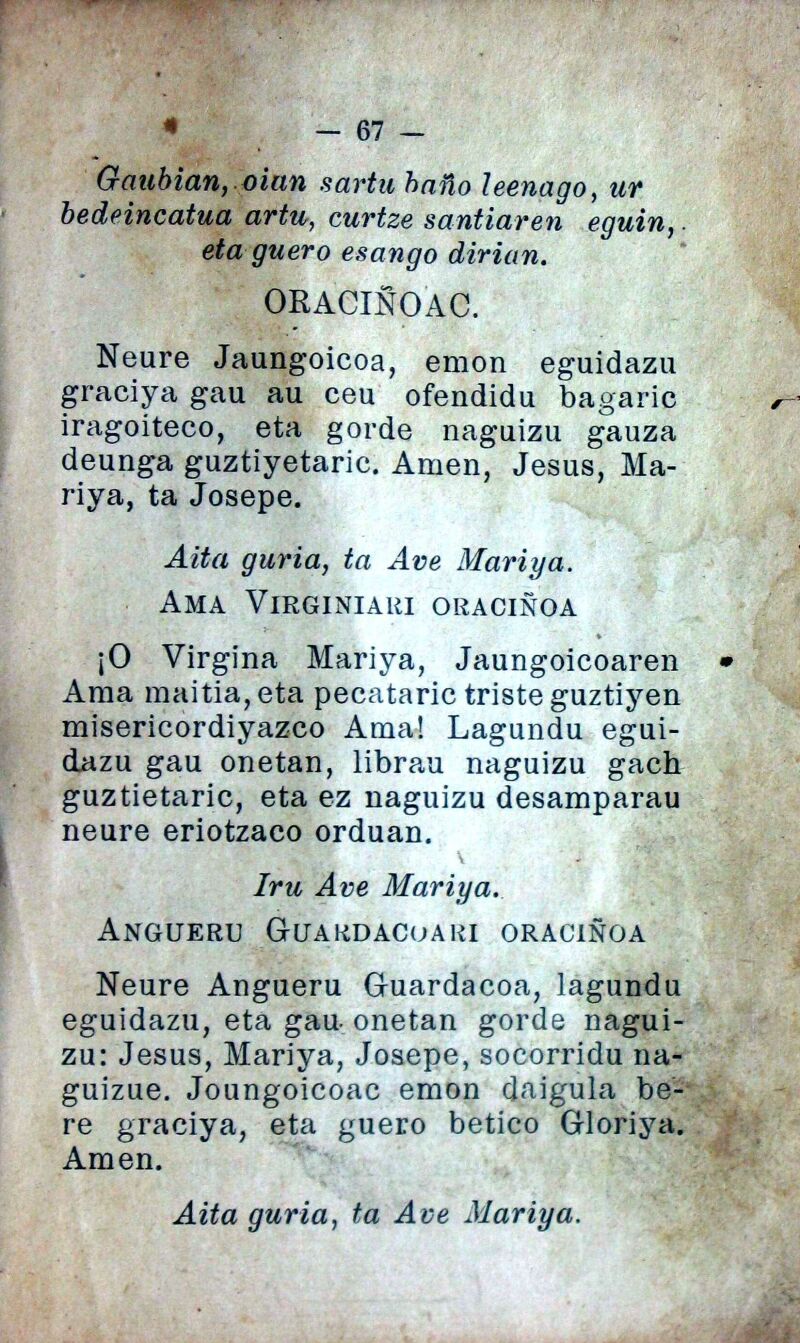 — 67 —
Gaubian, oian sartu baño leenago, ur
bedeincatua artu, curtze santiaren eguin,
eta guero esango dirian.
ORACIÑOAC.
Neure Jaungoicoa, emon eguidazu
graciya gau au ceu ofendidu bagaric
iragoiteco, eta gorde naguizu gauza
deunga guztiyetaric. Amen, Jesus, Ma-
riya, ta Josepe.
Aita guria, ta Ave Mariya.
AMA VIRGINIARI ORACIÑOA
¡O Virgina Mariya, Jaungoicoaren
Ama maitia, eta pecataric triste guztiyen
misericordiyazco Ama! Lagundu egui-
dazu gau onetan, librau naguizu gach
guztietaric, eta ez naguizu desamparau
neure eriotzaco orduan.
Iru Ave Mariya.
ANGUERU GUARDACOARI ORACIÑOA
Neure Angueru Guardacoa, lagundu
eguidazu, eta gau onetan gorde nagui-
zu: Jesus, Mariya, Josepe, socorridu na-
guizue. Joungoicoac emon daigula be-
re graciya, eta guero betico Gloriya.
Amen.
Aita guria, ta Ave Mariya.